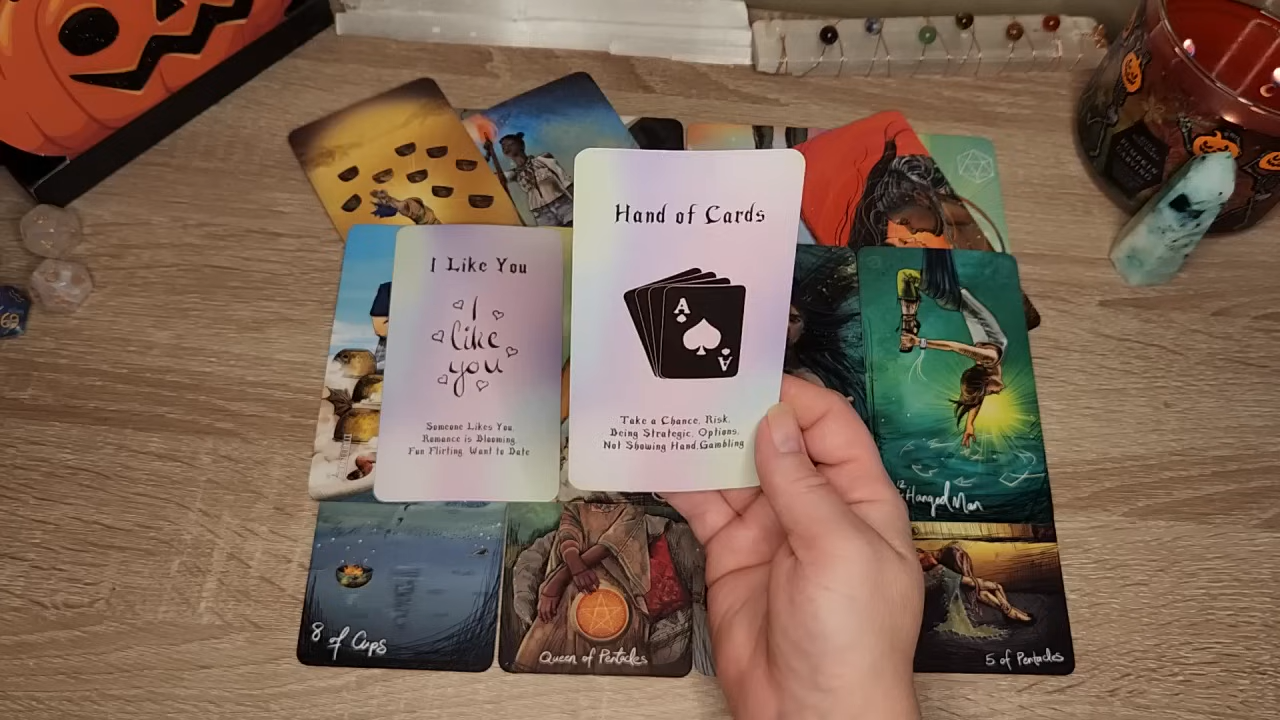 Hand of Cards
A
A
Take a Chance, Risk,
Being Strategic, Options,
Not Showing Hand, Gambling
I Like You
I
like
you
Someone Likes You,
Romance is Blooming,
Fun Flirting, Want to Date
12
Hanged Man
8 of Cups
Queen of Pentacles
5 of Pentacles